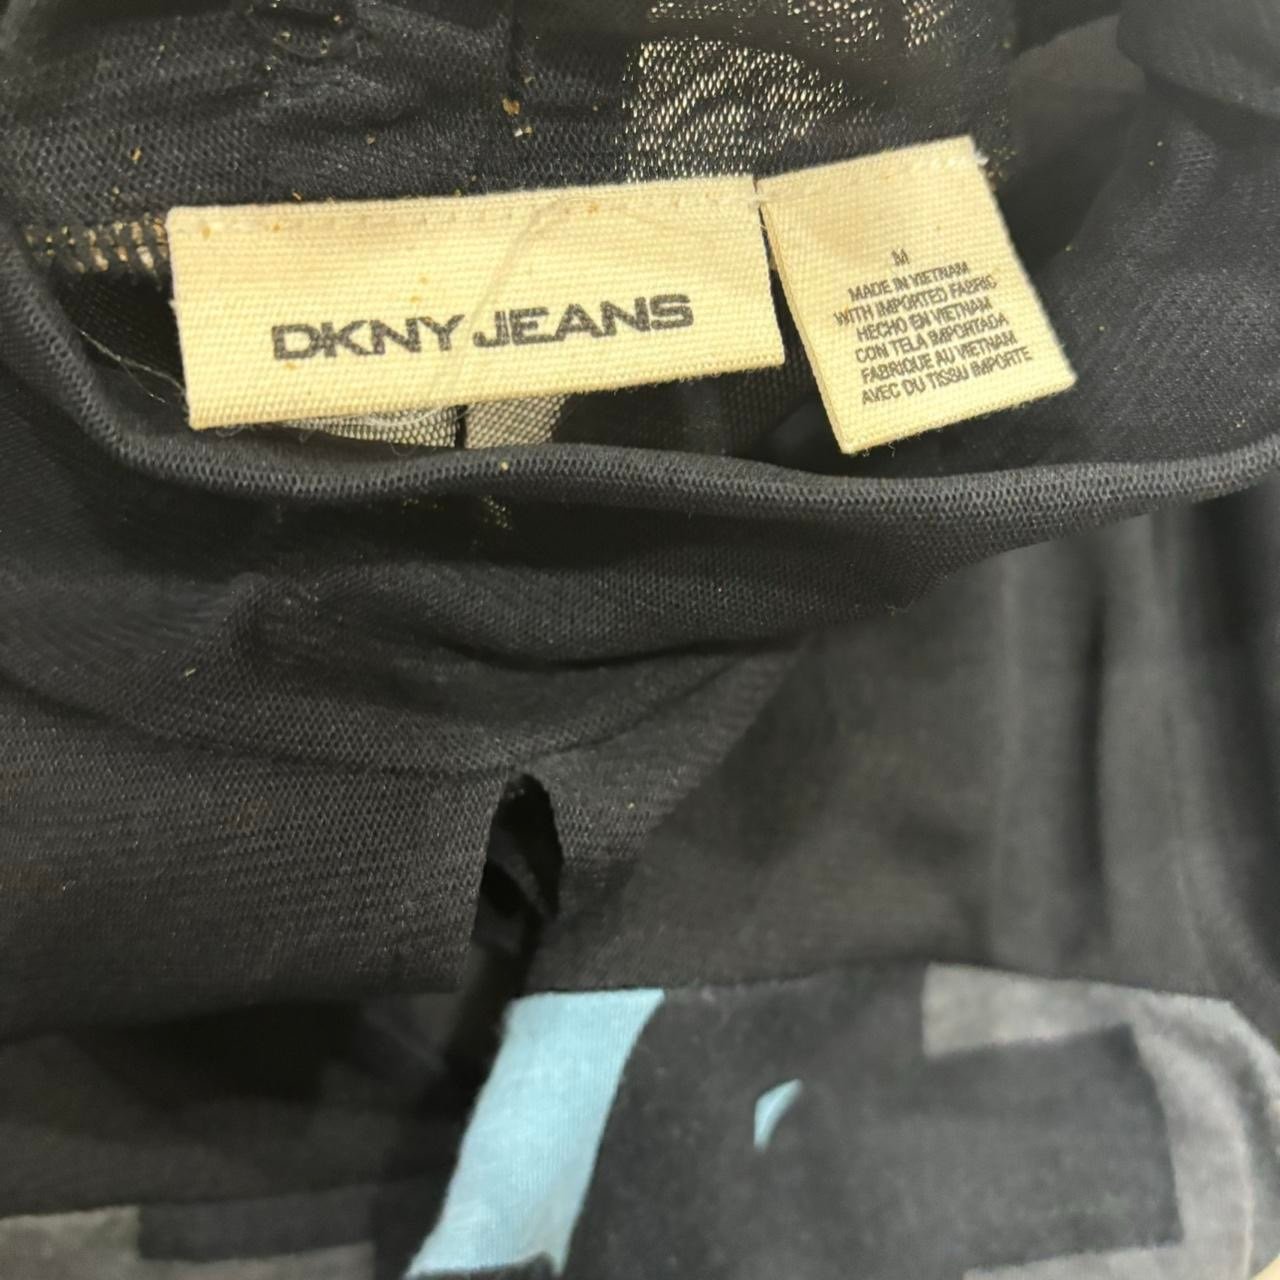 DKNY JEANS
M
MADE IN VIETNAM
WITH IMPORTED FABRIC
HECHO EN VIETNAM
CON TELA IMPORTADA
FABRIQUE AU VIETNAM
AVEC DU TISSU IMPORTE